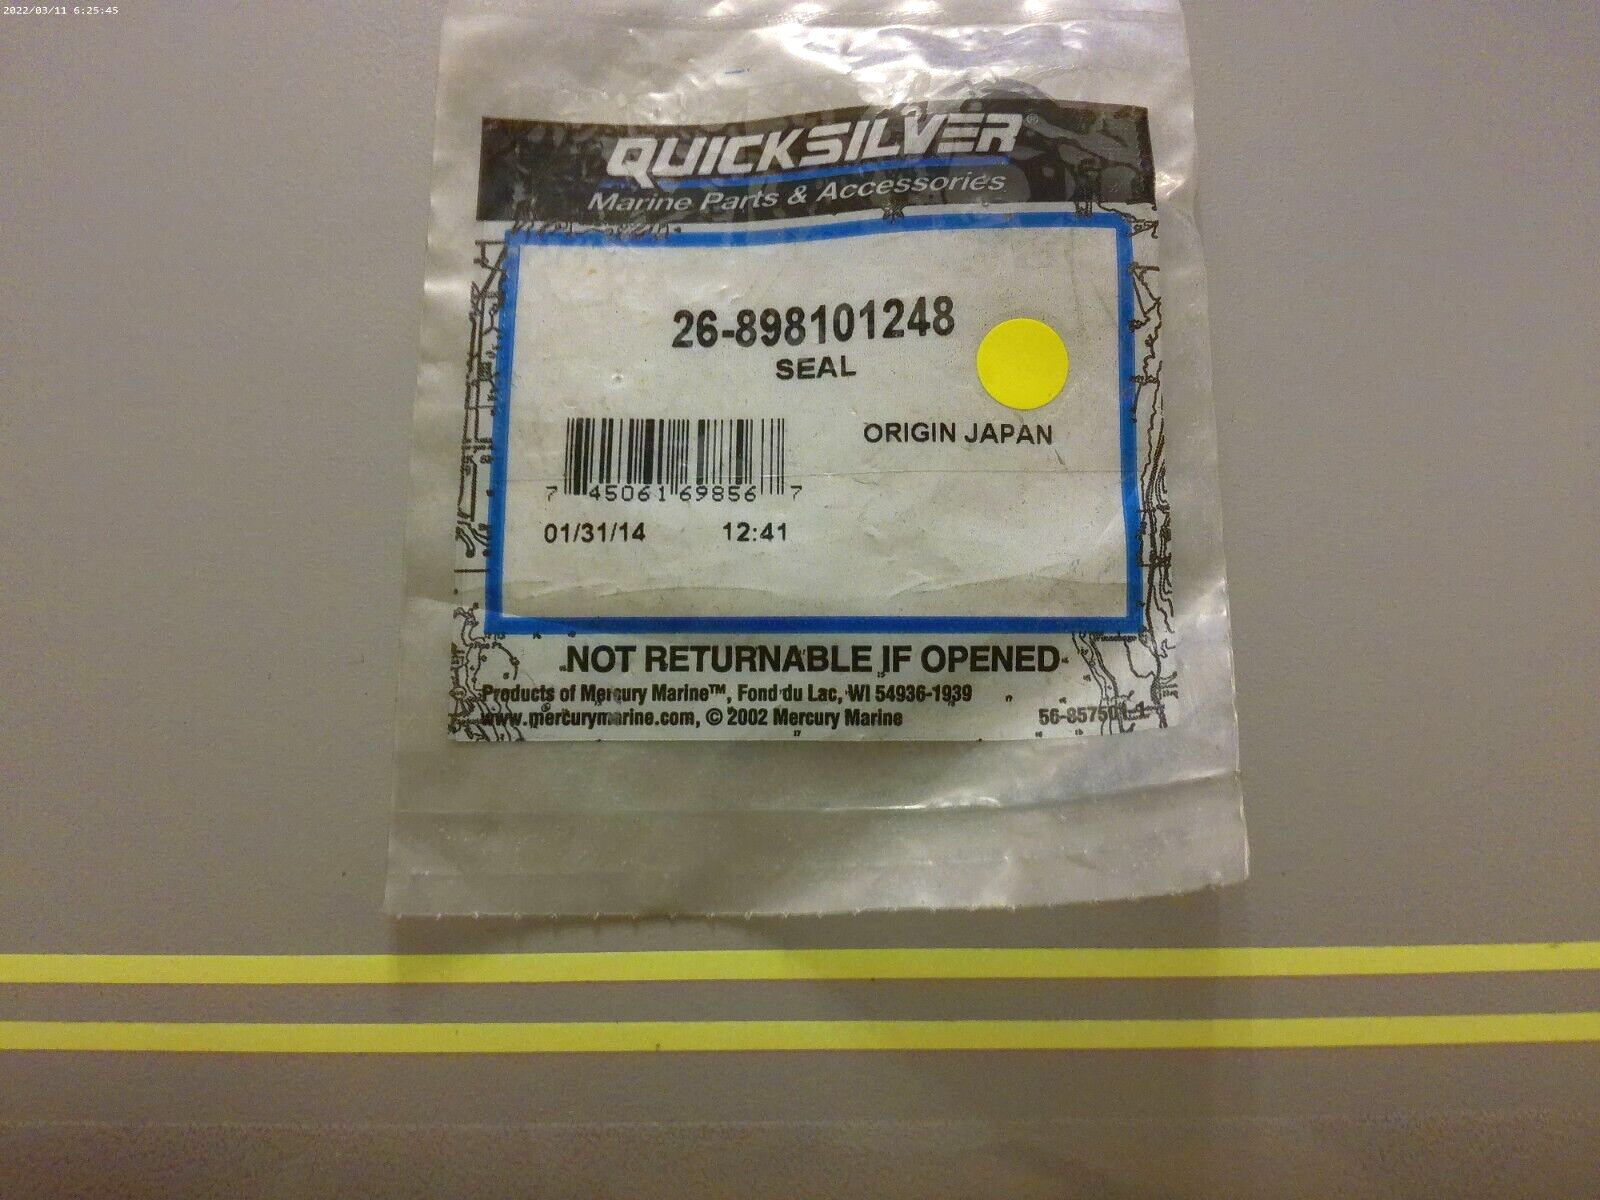 2022/03/11 6:25:45
QUICKSILVER®
Marine Parts & Accessories
26-898101248
SEAL
ORIGIN JAPAN
7 45061 69856 7
01/31/14 12:41
NOT RETURNABLE IF OPENED
Products of Mercury Marine™, Fond du Lac, WI 54936-1939
www.mercurymarine.com, © 2002 Mercury Marine